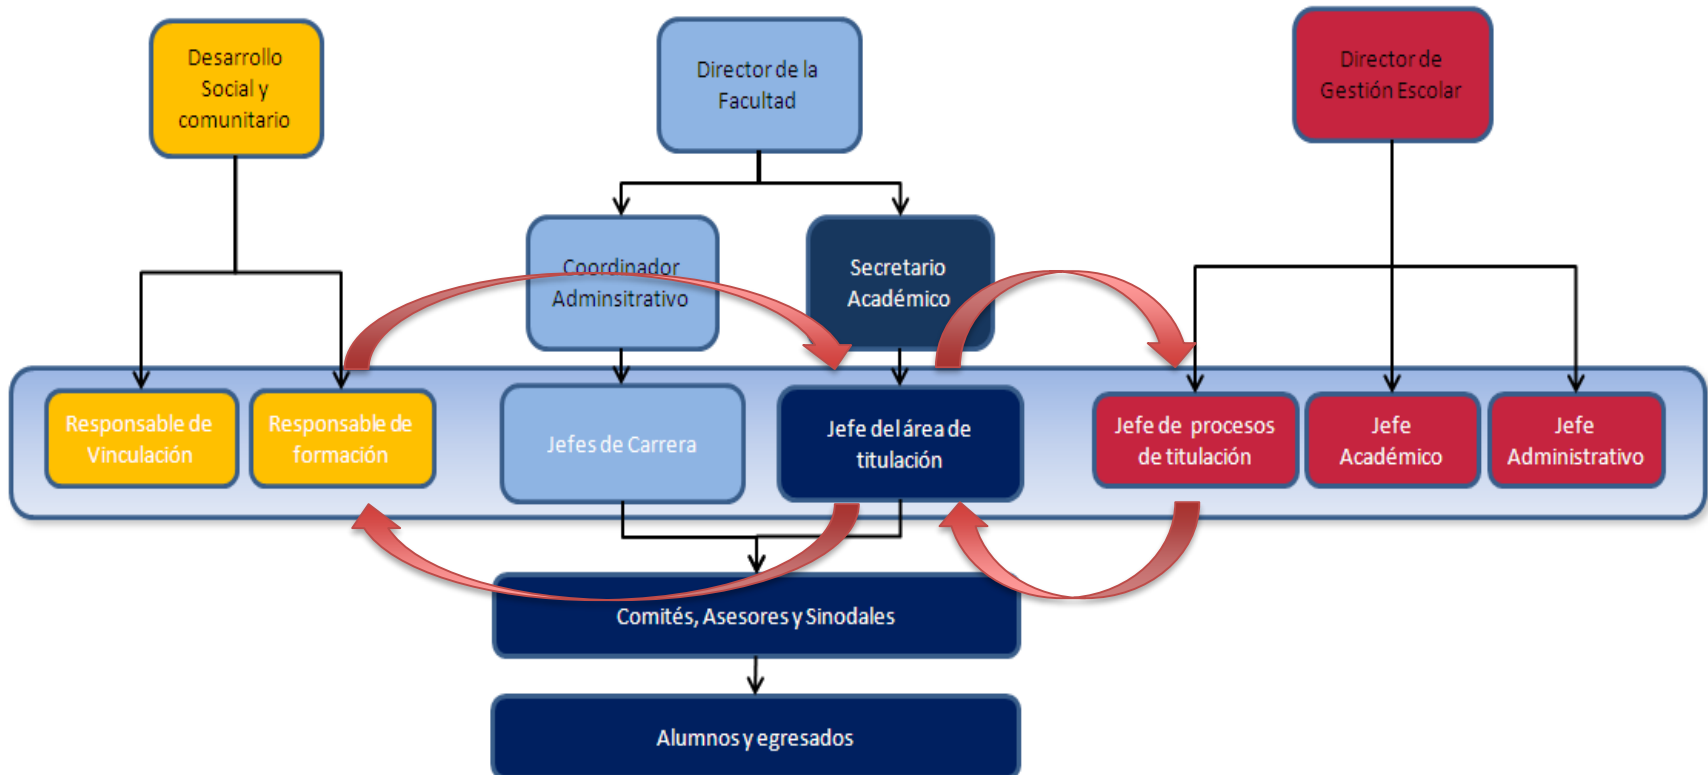 Desarrollo
Social y
comunitario
Director de la
Facultad
Director de
Gestión Escolar
Coordinador
Adminsitrativo
Secretario
Académico
Responsable de
Vinculación
Responsable de
formación
Jefes de Carrera
Jefe del área de
titulación
Jefe de procesos
de titulación
Jefe
Académico
Jefe
Administrativo
Comités, Asesores y Sinodales
Alumnos y egresados